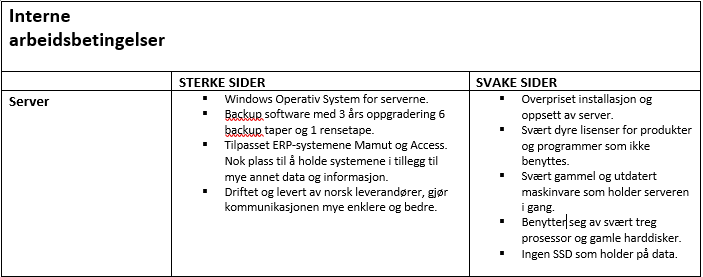 Interne
arbeidsbetingelser
STERKE SIDER
SVAKE SIDER
Server
Windows Operativ System for serverne.
Backup software med 3 års oppgradering 6
backup taper og 1 rensetape.
Tilpasset ERP-systemene Mamut og Access.
Nok plass til å holde systemene i tillegg til
mye annet data og informasjon.
Driftet og levert av norsk leverandører, gjør
kommunikasjonen mye enklere og bedre.
Overpriset installasjon og
oppsett av server.
Svært dyre lisenser for produkter
og programmer som ikke
benyttes.
Svært gammel og utdatert
maskinvare som holder serveren
i gang.
Benytter seg av svært treg
prosessor og gamle harddisker.
Ingen SSD som holder på data.